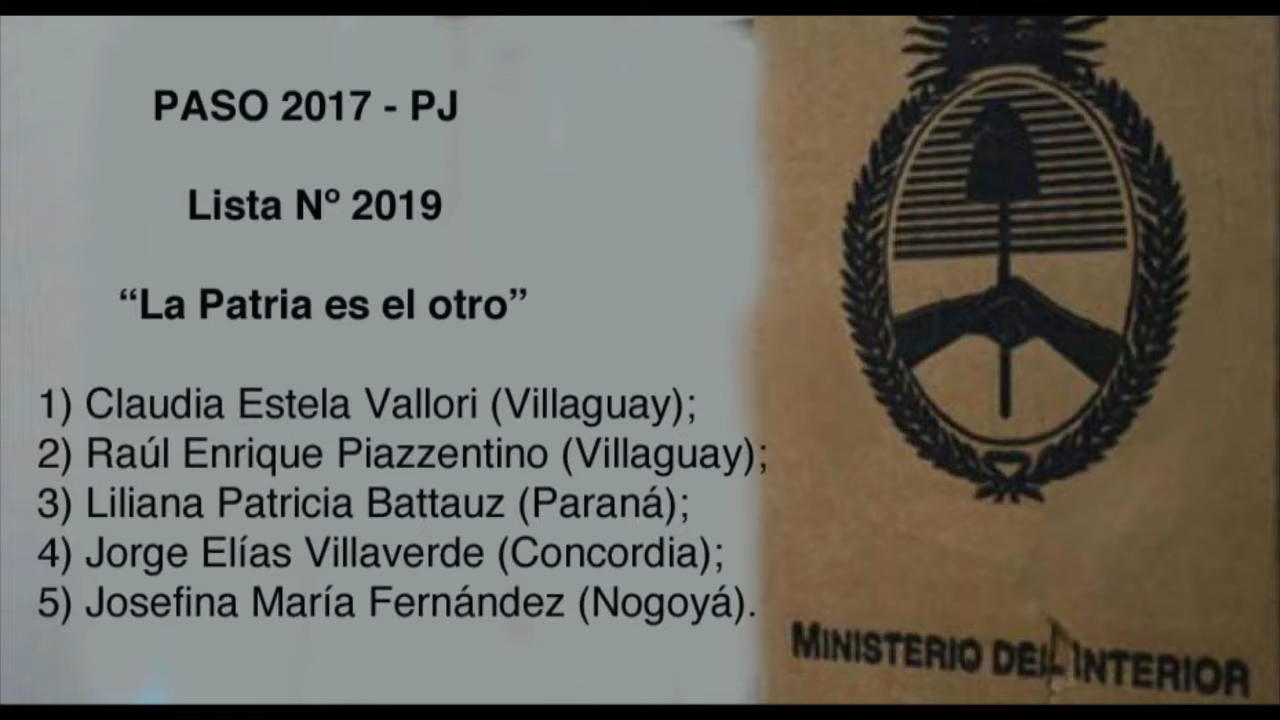 PASO 2017 - PJ
Lista Nº 2019
“La Patria es el otro”
1) Claudia Estela Vallori (Villaguay);
2) Raúl Enrique Piazzentino (Villaguay);
3) Liliana Patricia Battauz (Paraná);
4) Jorge Elías Villaverde (Concordia);
5) Josefina María Fernández (Nogoyá).
MINISTERIO DEL INTERIOR